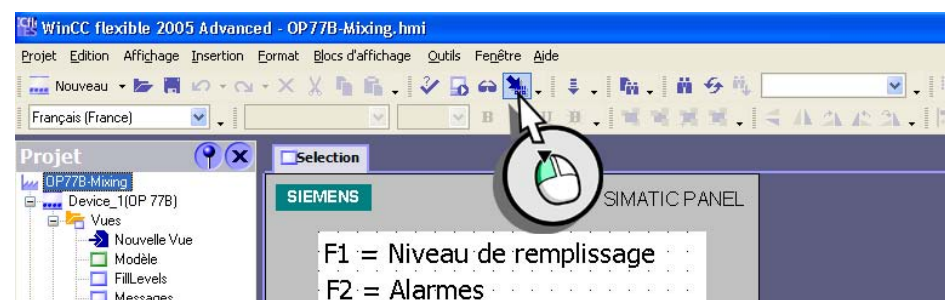 WinCC flexible 2005 Advanced - OP77B-Mixing.hmi
Projet Edition Affichage Insertion Format Blocs d'affichage Outils Fenêtre Aide
Nouveau
Français (France)
B U
Projet
Selection
OP77B-Mixing
Device_1(OP 77B)
Vues
Nouvelle Vue
Modèle
FillLevels
Messages
SIEMENS SIMATIC PANEL
F1 = Niveau de remplissage
F2 = Alarmes